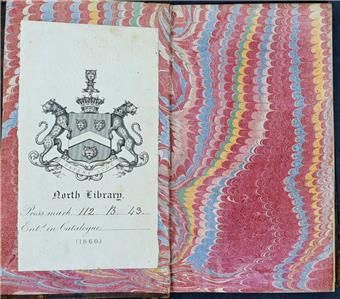 North Library.
Press mark 112. B. 43.
Ent.d in Catalogue
(1860)